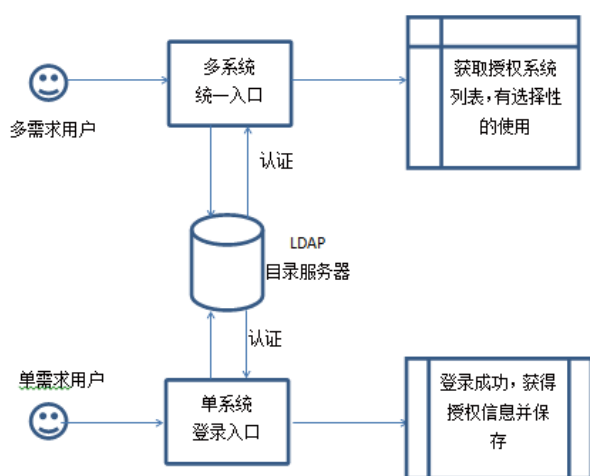 多系统
统一入口
获取授权系统
列表，有选择性
的使用
多需求用户
认证
LDAP
目录服务器
认证
单需求用户
单系统
登录入口
登录成功，获得
授权信息并保
存